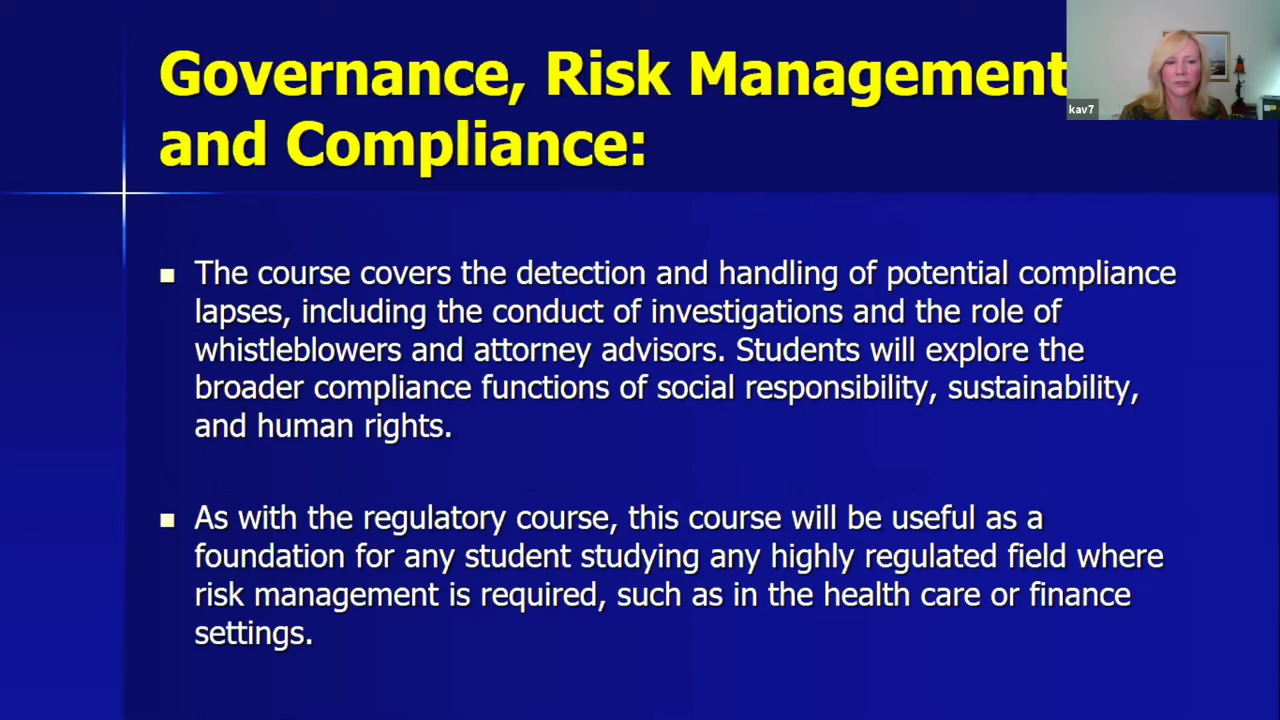 Governance, Risk Management
and Compliance:
kav7
The course covers the detection and handling of potential compliance
lapses, including the conduct of investigations and the role of
whistleblowers and attorney advisors. Students will explore the
broader compliance functions of social responsibility, sustainability,
and human rights.
As with the regulatory course, this course will be useful as a
foundation for any student studying any highly regulated field where
risk management is required, such as in the health care or finance
settings.